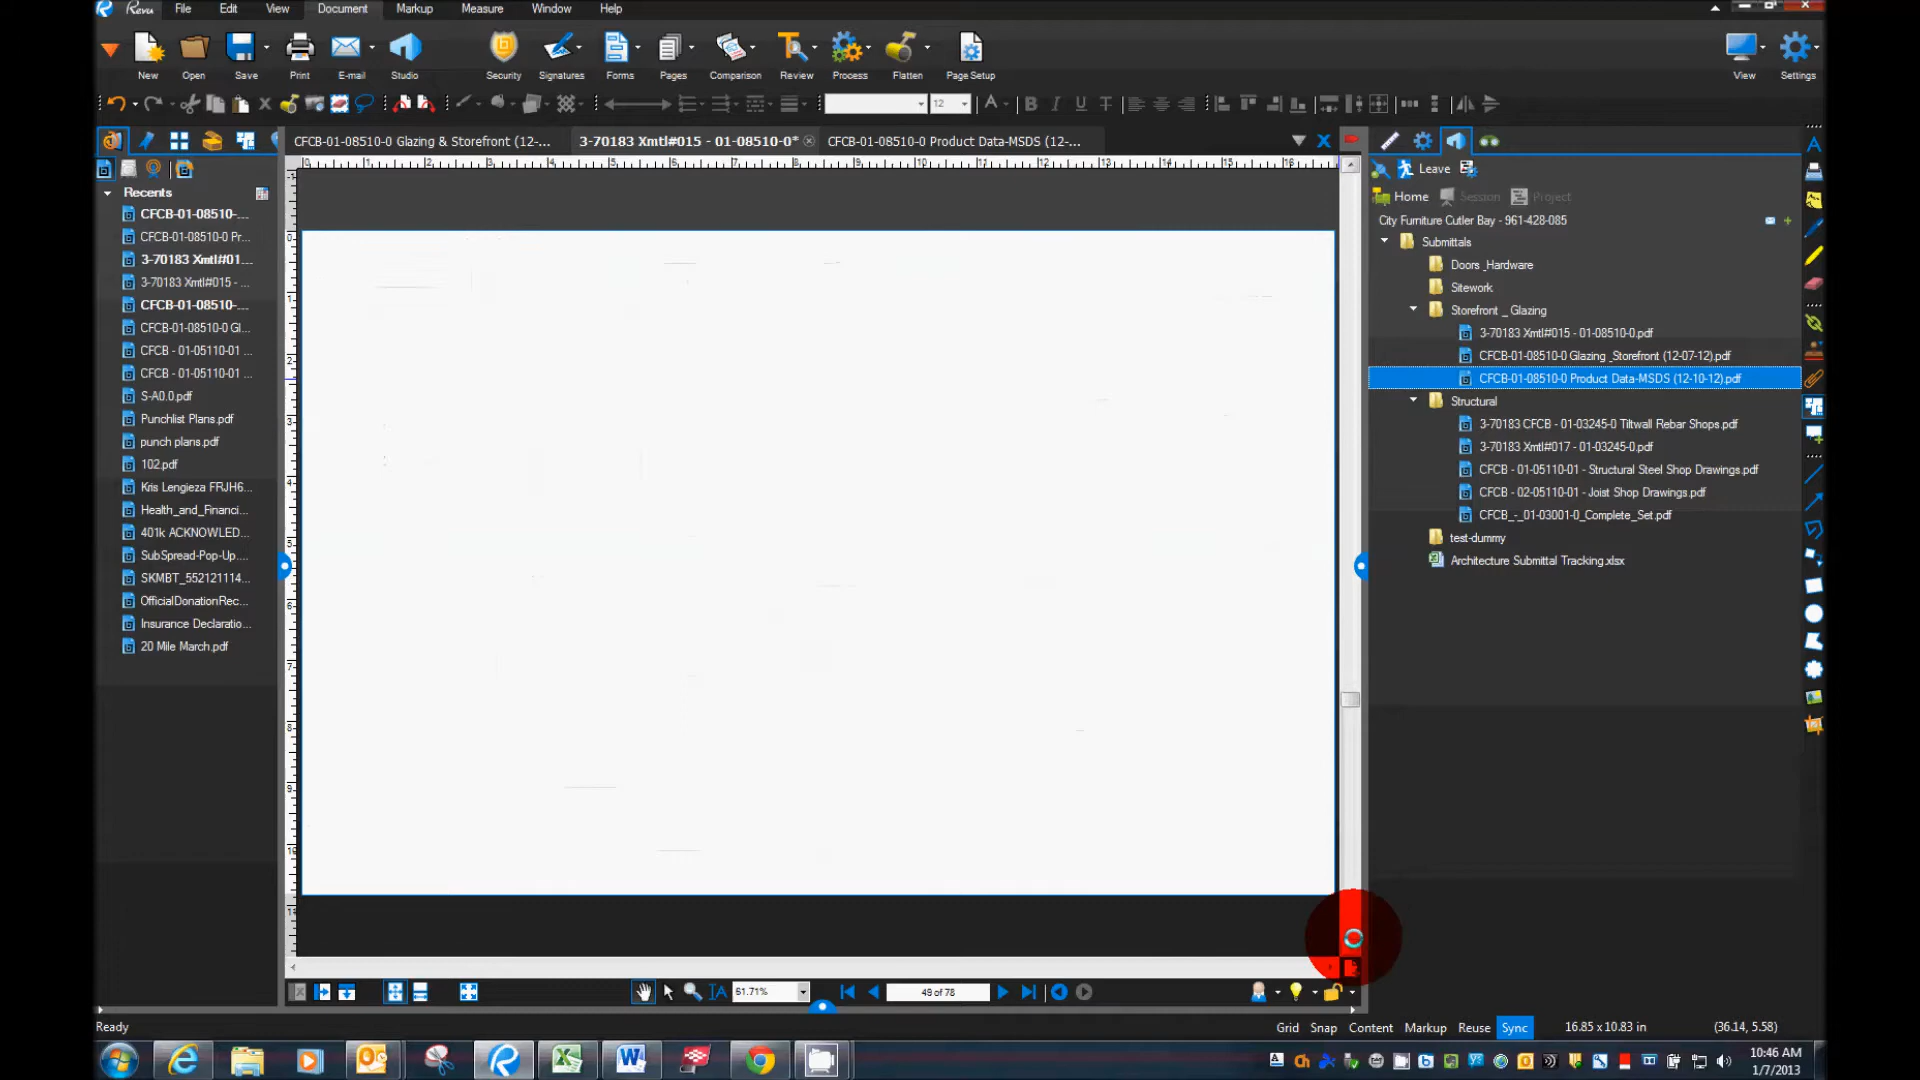 Revu File Edit View Document Markup Measure Window Help
New Open Save Print E-mail Studio Security Signatures Forms Pages Comparison Review Process Flatten Page Setup View Settings
12
CFCB-01-08510-0 Glazing & Storefront (12-... 3-70183 Xmtl#015 - 01-08510-0* CFCB-01-08510-0 Product Data-MSDS (12-...
Recents
CFCB-01-08510-...
CFCB-01-08510-0 Pr...
3-70183 Xmtl#01...
3-70183 Xmtl#015 - ...
CFCB-01-08510-...
CFCB-01-08510-0 Gl...
CFCB - 01-05110-01 ...
CFCB - 01-05110-01 ...
S-A0.0.pdf
Punchlist Plans.pdf
punch plans.pdf
102.pdf
Kris Lengieza FRJH6...
Health_and_Financi...
401k ACKNOWLED...
SubSpread-Pop-Up...
SKMBT_552121114...
OfficialDonationRec...
Insurance Declaratio...
20 Mile March.pdf
Leave
Home Session Project
City Furniture Cutler Bay - 961-428-085
Submittals
Doors _Hardware
Sitework
Storefront _ Glazing
3-70183 Xmtl#015 - 01-08510-0.pdf
CFCB-01-08510-0 Glazing _Storefront (12-07-12).pdf
CFCB-01-08510-0 Product Data-MSDS (12-10-12).pdf
Structural
3-70183 CFCB - 01-03245-0 Tiltwall Rebar Shops.pdf
3-70183 Xmtl#017 - 01-03245-0.pdf
CFCB - 01-05110-01 - Structural Steel Shop Drawings.pdf
CFCB - 02-05110-01 - Joist Shop Drawings.pdf
CFCB_-_01-03001-0_Complete_Set.pdf
test-dummy
Architecture Submittal Tracking.xlsx
61.71% 49 of 78
Ready Grid Snap Content Markup Reuse Sync 16.85 x 10.83 in (36.14, 5.58)
10:46 AM
1/7/2013